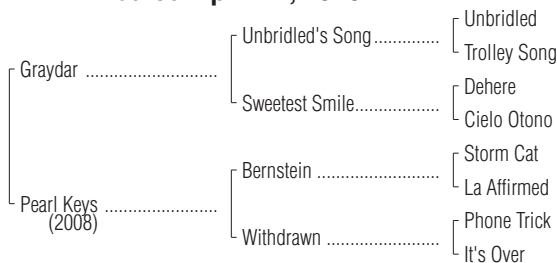 Unbridled
Unbridled's Song..............
Trolley Song
Graydar ............................
Dehere
Sweetest Smile..................
Cielo Otono
Storm Cat
Bernstein ..........................
La Affirmed
Pearl Keys ........................
(2008)
Phone Trick
Withdrawn ........................
It's Over